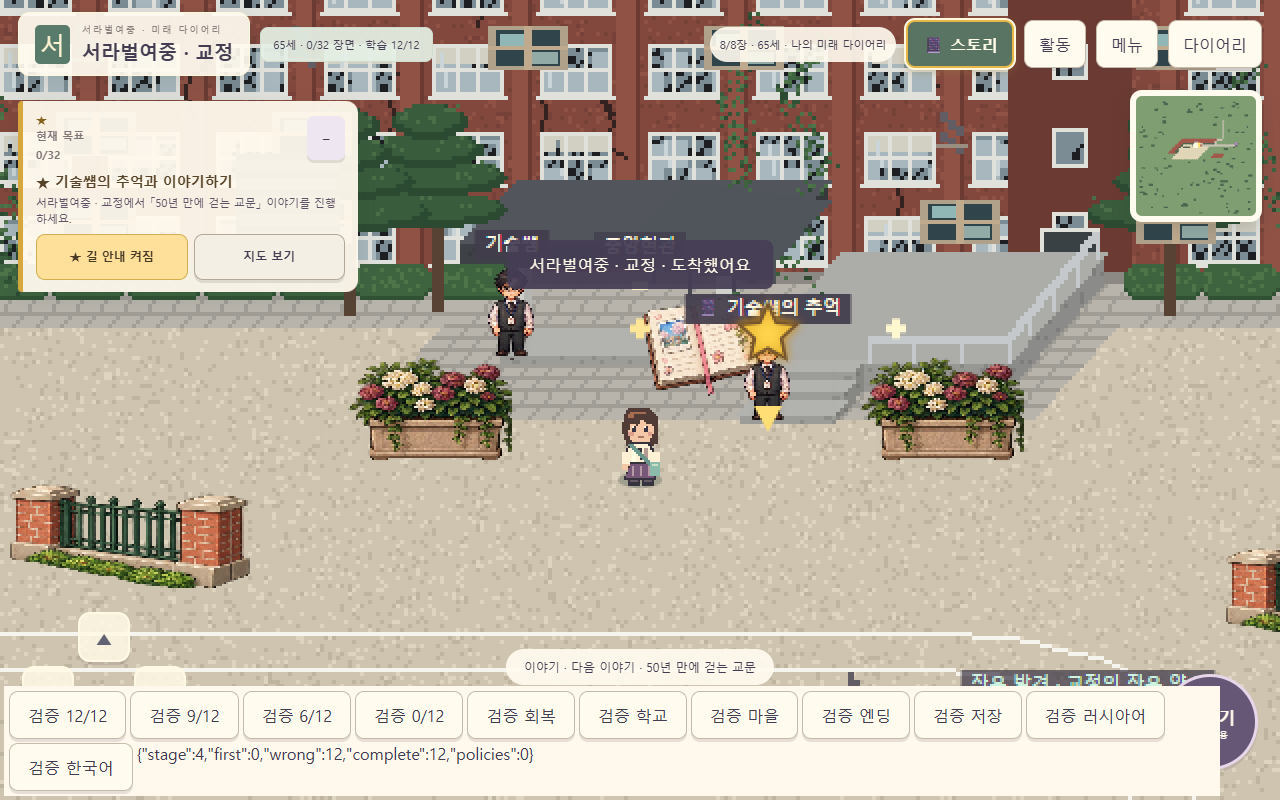 서
서라벌여중 · 미래 다이어리
서라벌여중 · 교정
65세 · 0/32 장면 · 학습 12/12
8/8장 · 65세 · 나의 미래 다이어리
스토리
활동
메뉴
다이어리
★
현재 목표
0/32
−
★ 기술쌤의 추억과 이야기하기
서라벌여중 · 교정에서 「50년 만에 걷는 교문」 이야기를 진행
하세요.
★ 길 안내 켜짐
지도 보기
서라벌여중 · 교정 · 도착했어요
기술쌤의 추억
▲
이야기 · 다음 이야기 · 50년 만에 걷는 교문
검증 12/12
검증 9/12
검증 6/12
검증 0/12
검증 회복
검증 학교
검증 마을
검증 엔딩
검증 저장
검증 러시아어
검증 한국어
{"stage":4,"first":0,"wrong":12,"complete":12,"policies":0}